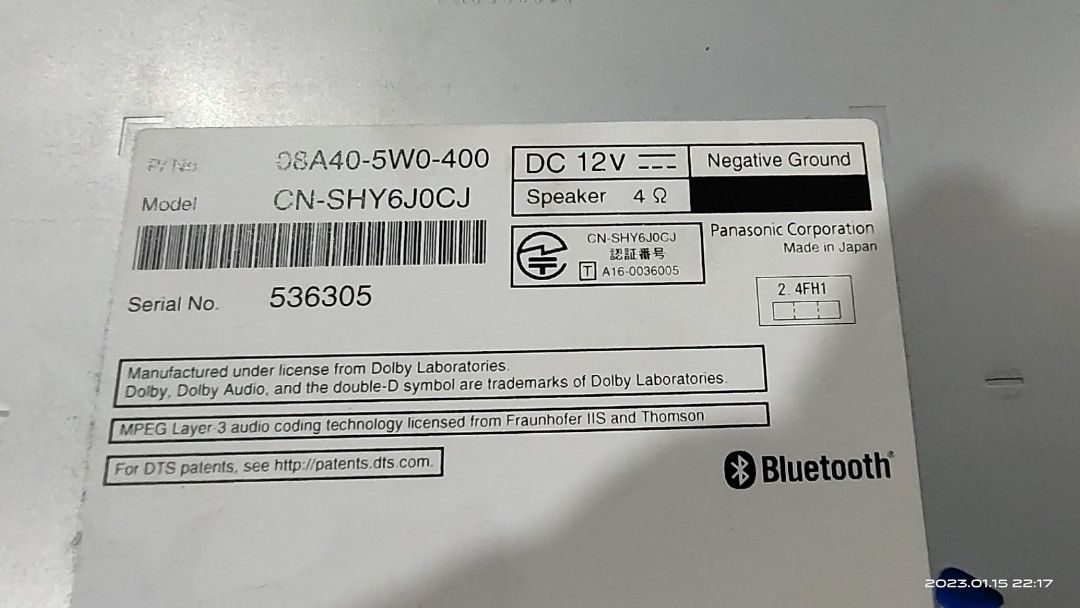 P/No. 08A40-5W0-400
Model CN-SHY6J0CJ
Serial No. 536305
DC 12V Negative Ground
Speaker 4 Ω
CN-SHY6J0CJ
認証番号
T A16-0036005
Panasonic Corporation
Made in Japan
2.4FH1
Manufactured under license from Dolby Laboratories.
Dolby, Dolby Audio, and the double-D symbol are trademarks of Dolby Laboratories.
MPEG Layer-3 audio coding technology licensed from Fraunhofer IIS and Thomson
For DTS patents, see http://patents.dts.com.
Bluetooth®
2023.01.15 22:17